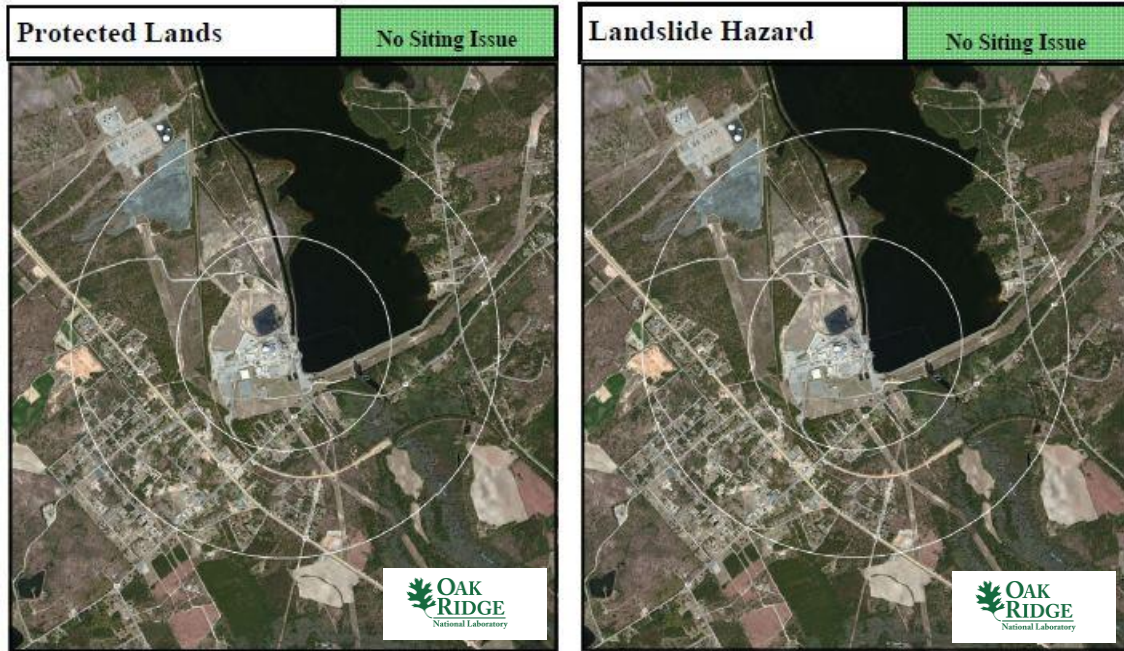 Protected Lands
No Siting Issue
Landslide Hazard
No Siting Issue
OAK
RIDGE
National Laboratory
OAK
RIDGE
National Laboratory